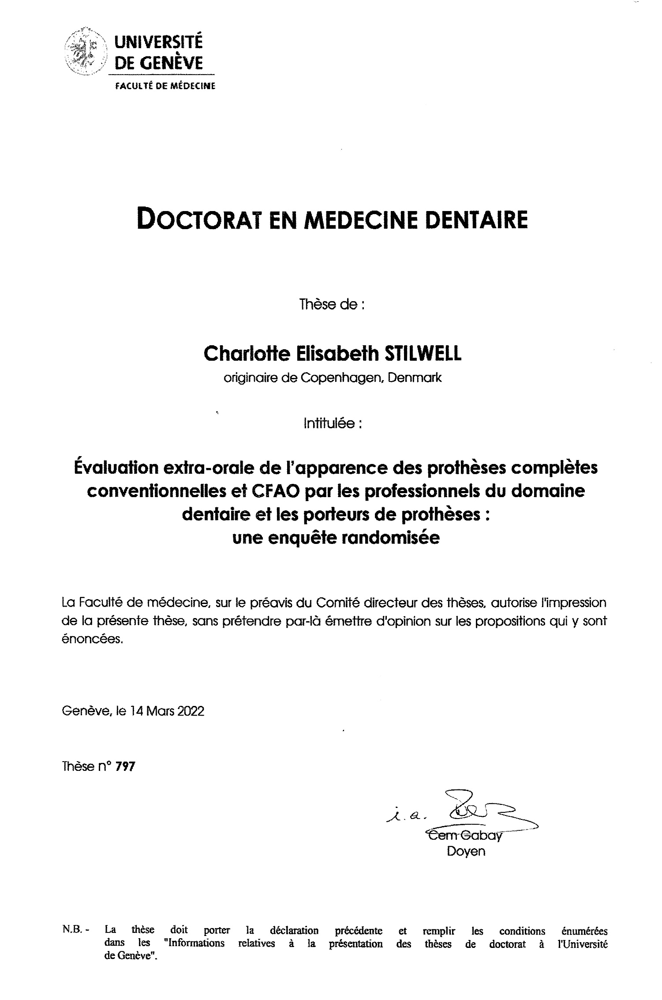 UNIVERSITÉ
DE GENÈVE
FACULTÉ DE MÉDECINE
DOCTORAT EN MEDECINE DENTAIRE
Thèse de :
Charlotte Elisabeth STILWELL
originaire de Copenhagen, Denmark
Intitulée :
Évaluation extra-orale de l'apparence des prothèses complètes
conventionnelles et CFAO par les professionnels du domaine
dentaire et les porteurs de prothèses :
une enquête randomisée
La Faculté de médecine, sur le préavis du Comité directeur des thèses, autorise l'impression
de la présente thèse, sans prétendre par-là émettre d'opinion sur les propositions qui y sont
énoncées.
Genève, le 14 Mars 2022
Thèse n° 797
i.a.
Cem Gabay
Doyen
N.B. - La thèse doit porter la déclaration précédente et remplir les conditions énumérées
dans les "Informations relatives à la présentation des thèses de doctorat à l'Université
de Genève".